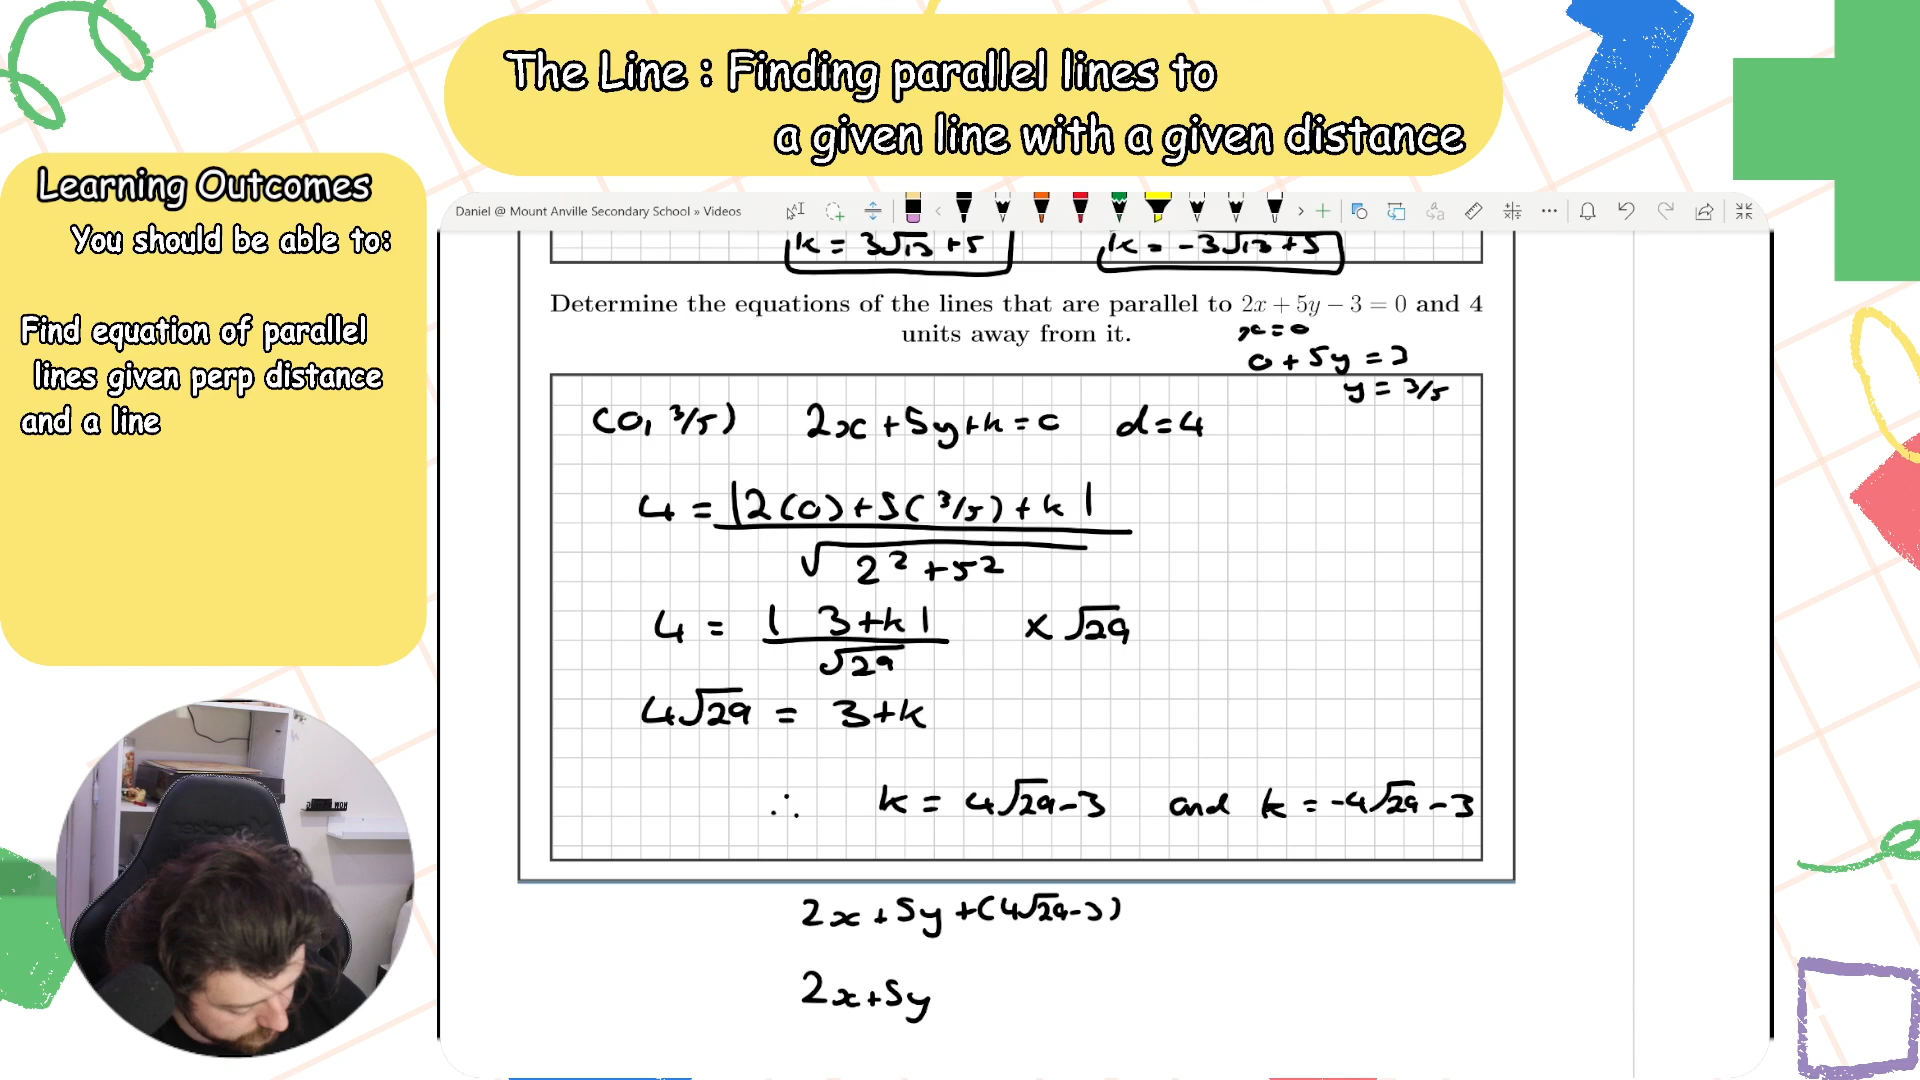 The Line : Finding parallel lines to
a given line with a given distance
Learning Outcomes
You should be able to:
Find equation of parallel
lines given perp distance
and a line
Daniel @ Mount Anville Secondary School » Videos
k = 3√13 + 5
k = -3√13 + 5
Determine the equations of the lines that are parallel to 2x + 5y − 3 = 0 and 4
units away from it.
x = 0
0 + 5y = 3
y = 3/5
(0, 3/5) 2x + 5y + k = 0 d = 4
4 = |2(0) + 5(3/5) + k|
√2² + 5²
4 = | 3 + k | × √29
√29
4√29 = 3 + k
∴ k = 4√29 - 3 and k = -4√29 - 3
2x + 5y + (4√29 - 3)
2x + 5y